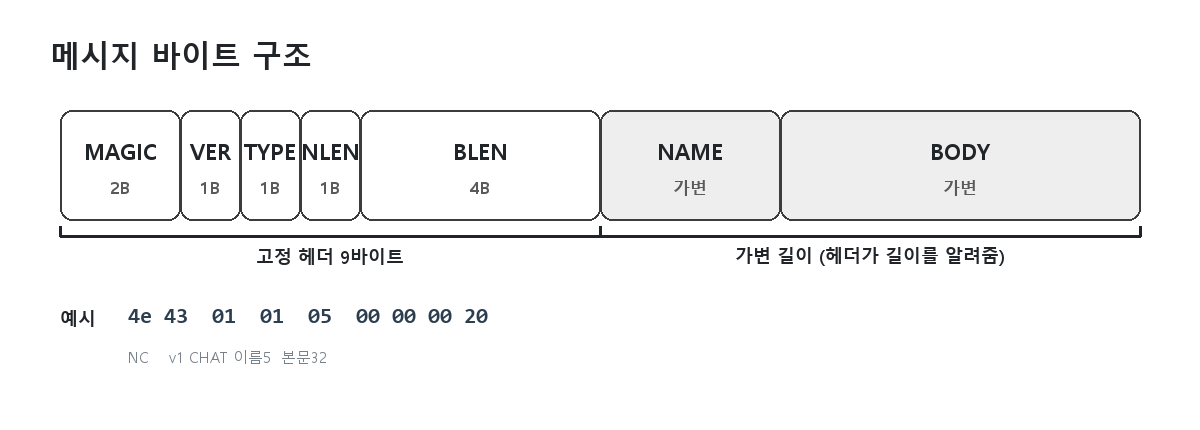 메시지 바이트 구조
MAGIC VER TYPE NLEN BLEN NAME BODY
2B 1B 1B 1B 4B 가변 가변
고정 헤더 9바이트 가변 길이 (헤더가 길이를 알려줌)
예시 4e 43 01 01 05 00 00 00 20
NC v1 CHAT 이름5 본문32